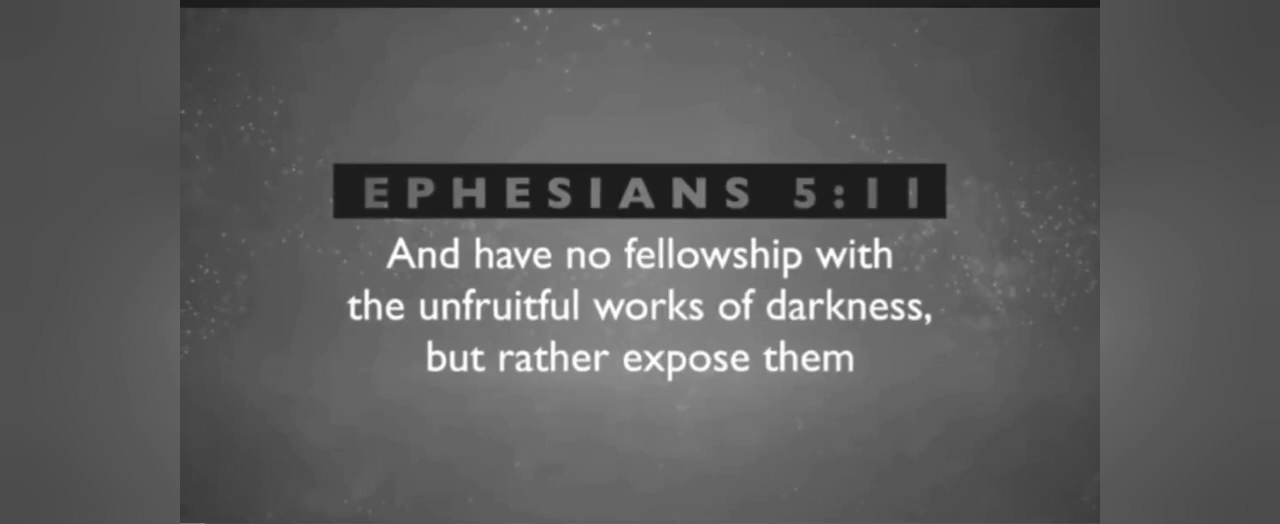 EPHESIANS 5:11
And have no fellowship with
the unfruitful works of darkness,
but rather expose them